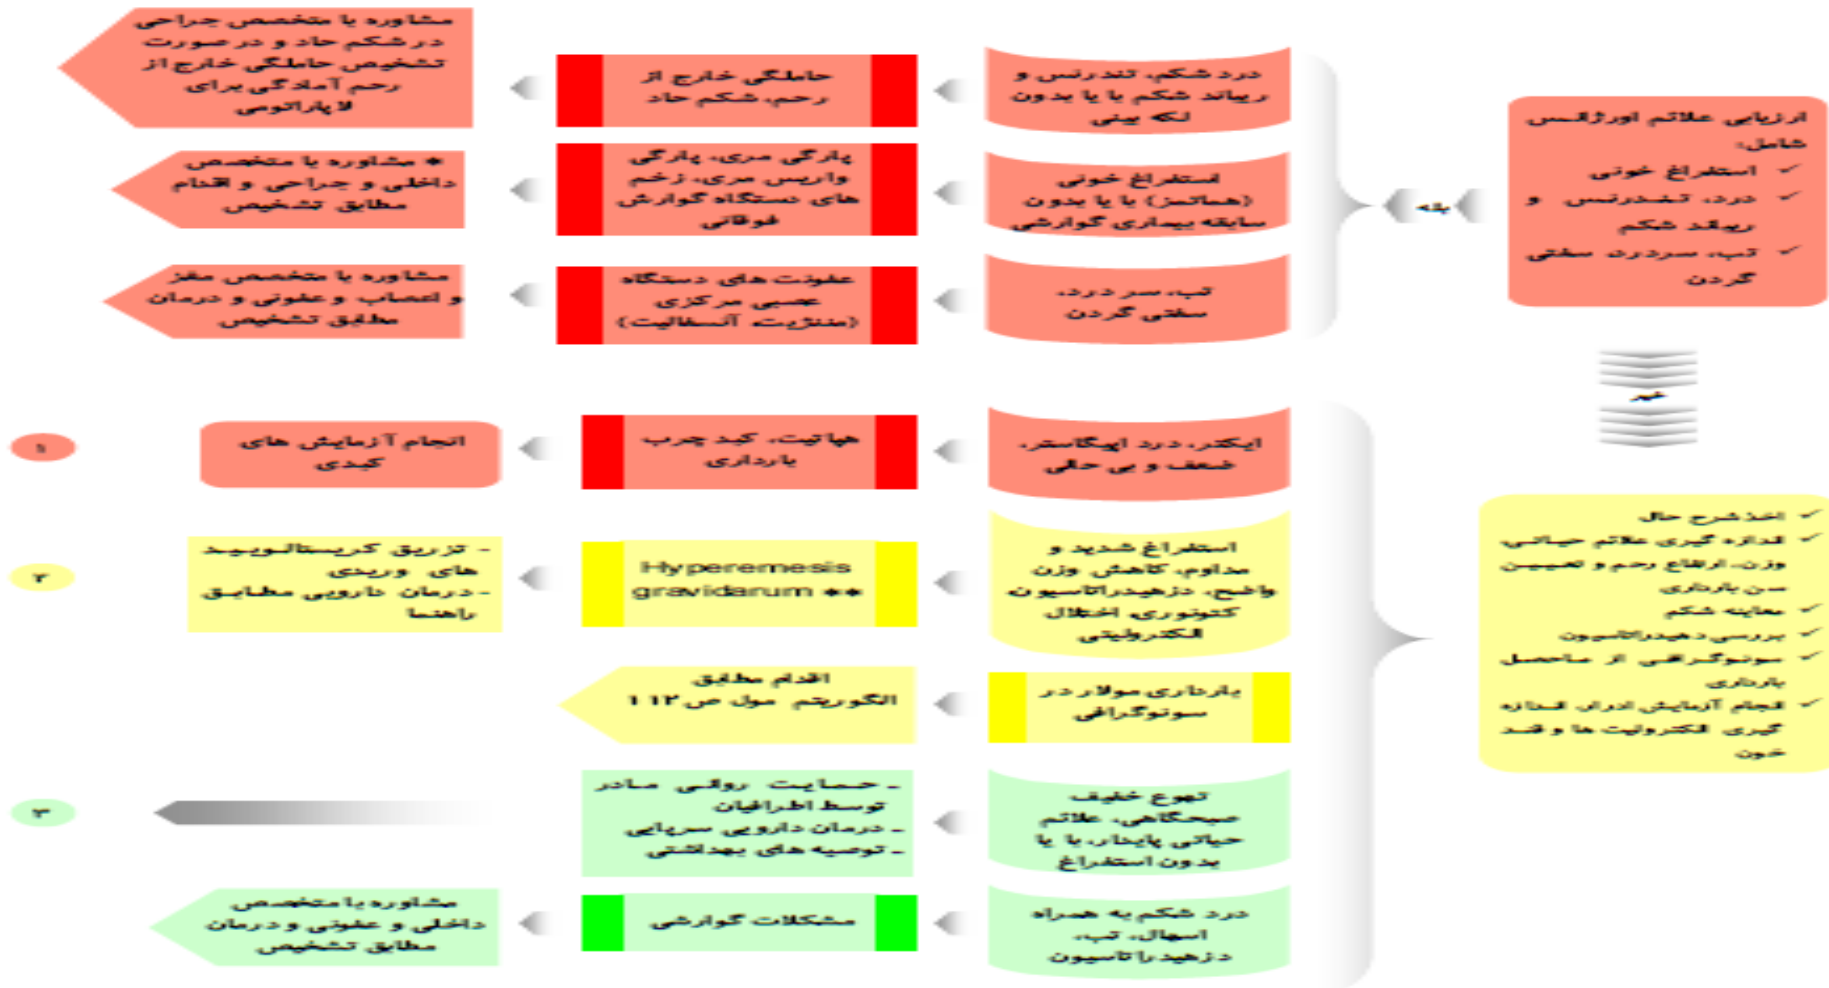 ارزیابی علائم اورژانس
شامل:
✓ استفراغ خونی
✓ درد، تندرنس و
ریباند شکم
✓ تب، سردرد، سفتی
گردن
بله
درد شکم، تندرنس و
ریباند شکم با یا بدون
لکه بینی
حاملگی خارج از
رحم، شکم حاد
مشاوره با متخصص جراحی
در شکم حاد و در صورت
تشخیص حاملگی خارج از
رحم آمادگی برای
لاپاراتومی
استفراغ خونی
(هماتمز) با یا بدون
سابقه بیماری گوارشی
پارگی مری، پارگی
واریس مری، زخم
های دستگاه گوارش
فوقانی
* مشاوره با متخصص
داخلی و جراحی و اقدام
مطابق تشخیص
تب، سر درد،
سفتی گردن
عفونت های دستگاه
عصبی مرکزی
(مننژیت، آنسفالیت)
مشاوره با متخصص مغز
و اعصاب و عفونی و درمان
مطابق تشخیص
خیر
✓ اخذ شرح حال
✓ اندازه گیری علائم حیاتی،
وزن، ارتفاع رحم و تعیین
سن بارداری
✓ معاینه شکم
✓ بررسی دهیدراتاسیون
✓ سونوگرافی از ماحصل
بارداری
✓ انجام آزمایش ادرار، اندازه
گیری الکترولیت ها و قند
خون
ایکتر، درد اپیگاستر،
ضعف و بی حالی
هپاتیت، کبد چرب
بارداری
انجام آزمایش های
کبدی
۱
استفراغ شدید و
مداوم، کاهش وزن
واضح، دزهیدراتاسیون،
کتونوری، اختلال
الکترولیتی
Hyperemesis
gravidarum **
- تزریق کریستالویید
های وریدی
- درمان دارویی مطابق
راهنما
۲
بارداری مولار در
سونوگرافی
اقدام مطابق
الگوریتم مول ص ۱۱۲
تهوع خفیف
صبحگاهی، علائم
حیاتی پایدار، با یا
بدون استفراغ
- حمایت روانی مادر
توسط اطرافیان
- درمان دارویی سرپایی
- توصیه های بهداشتی
۳
درد شکم به همراه
اسهال، تب،
دزهیدراتاسیون
مشکلات گوارشی
مشاوره با متخصص
داخلی و عفونی و درمان
مطابق تشخیص